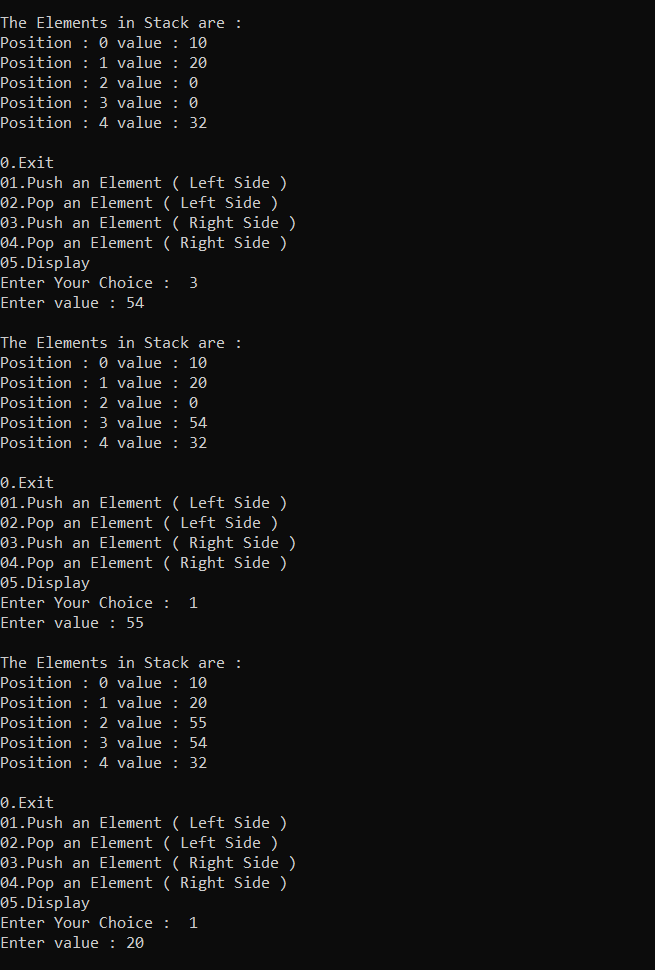 The Elements in Stack are :
Position : 0 value : 10
Position : 1 value : 20
Position : 2 value : 0
Position : 3 value : 0
Position : 4 value : 32
0.Exit
01.Push an Element ( Left Side )
02.Pop an Element ( Left Side )
03.Push an Element ( Right Side )
04.Pop an Element ( Right Side )
05.Display
Enter Your Choice :  3
Enter value : 54
The Elements in Stack are :
Position : 0 value : 10
Position : 1 value : 20
Position : 2 value : 0
Position : 3 value : 54
Position : 4 value : 32
0.Exit
01.Push an Element ( Left Side )
02.Pop an Element ( Left Side )
03.Push an Element ( Right Side )
04.Pop an Element ( Right Side )
05.Display
Enter Your Choice :  1
Enter value : 55
The Elements in Stack are :
Position : 0 value : 10
Position : 1 value : 20
Position : 2 value : 55
Position : 3 value : 54
Position : 4 value : 32
0.Exit
01.Push an Element ( Left Side )
02.Pop an Element ( Left Side )
03.Push an Element ( Right Side )
04.Pop an Element ( Right Side )
05.Display
Enter Your Choice :  1
Enter value : 20